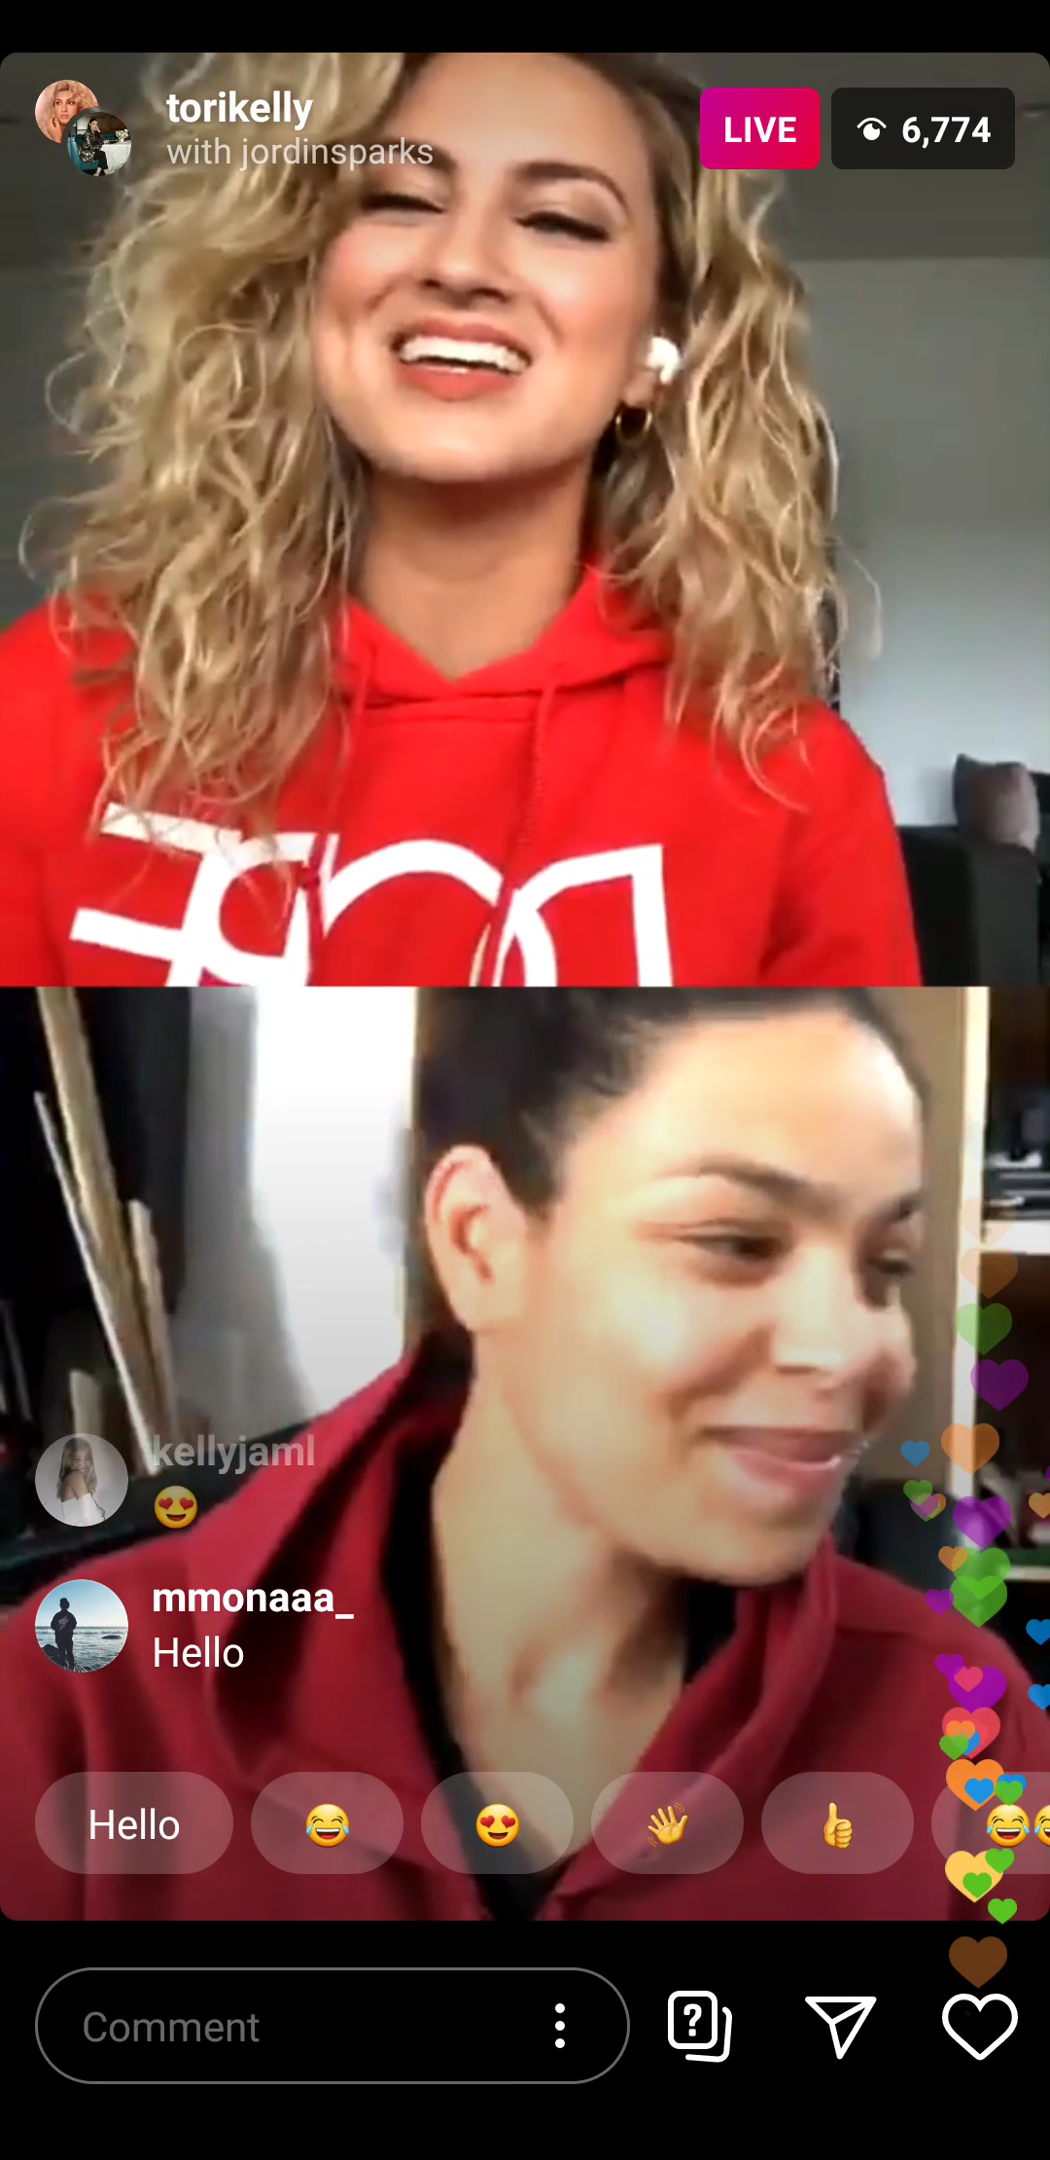 torikelly
with jordinsparks
LIVE
6,774
kellyjaml
😍
mmonaaa_
Hello
Hello 😂 😍 👋 👍 😂
Comment
?